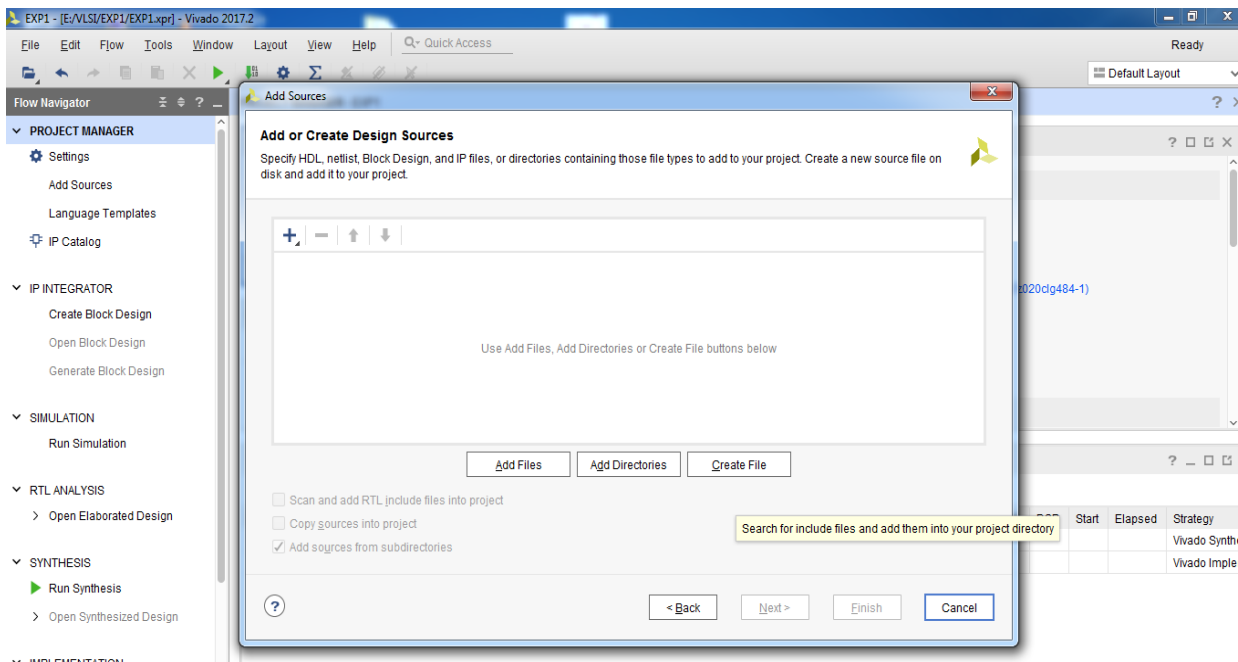 EXP1 - [E:/VLSI/EXP1/EXP1.xpr] - Vivado 2017.2
File Edit Flow Tools Window Layout View Help Quick Access Ready
Default Layout
Flow Navigator
Add Sources
PROJECT MANAGER
Settings
Add Sources
Language Templates
IP Catalog
IP INTEGRATOR
Create Block Design
Open Block Design
Generate Block Design
SIMULATION
Run Simulation
RTL ANALYSIS
Open Elaborated Design
SYNTHESIS
Run Synthesis
Open Synthesized Design
Add or Create Design Sources
Specify HDL, netlist, Block Design, and IP files, or directories containing those file types to add to your project. Create a new source file on
disk and add it to your project.
Use Add Files, Add Directories or Create File buttons below
Add Files Add Directories Create File
Scan and add RTL include files into project
Copy sources into project
Add sources from subdirectories
Search for include files and add them into your project directory
?
< Back Next > Finish Cancel
z020clg484-1)
Start Elapsed Strategy
Vivado Synthe
Vivado Imple